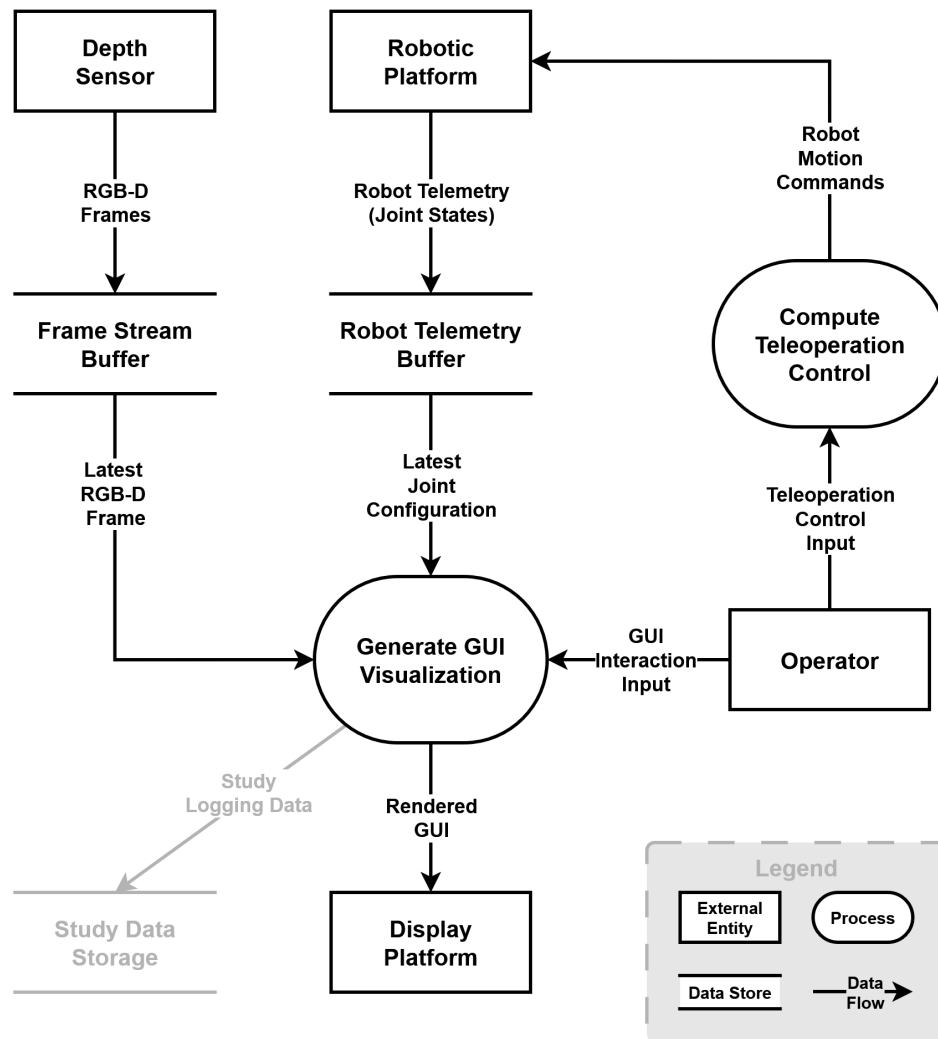 Depth
Sensor
Robotic
Platform
RGB-D
Frames
Robot Telemetry
(Joint States)
Robot
Motion
Commands
Frame Stream
Buffer
Robot Telemetry
Buffer
Compute
Teleoperation
Control
Latest
RGB-D
Frame
Latest
Joint
Configuration
Teleoperation
Control
Input
Generate GUI
Visualization
GUI
Interaction
Input
Operator
Study
Logging Data
Rendered
GUI
Study Data
Storage
Display
Platform
Legend
External
Entity
Process
Data Store
Data
Flow